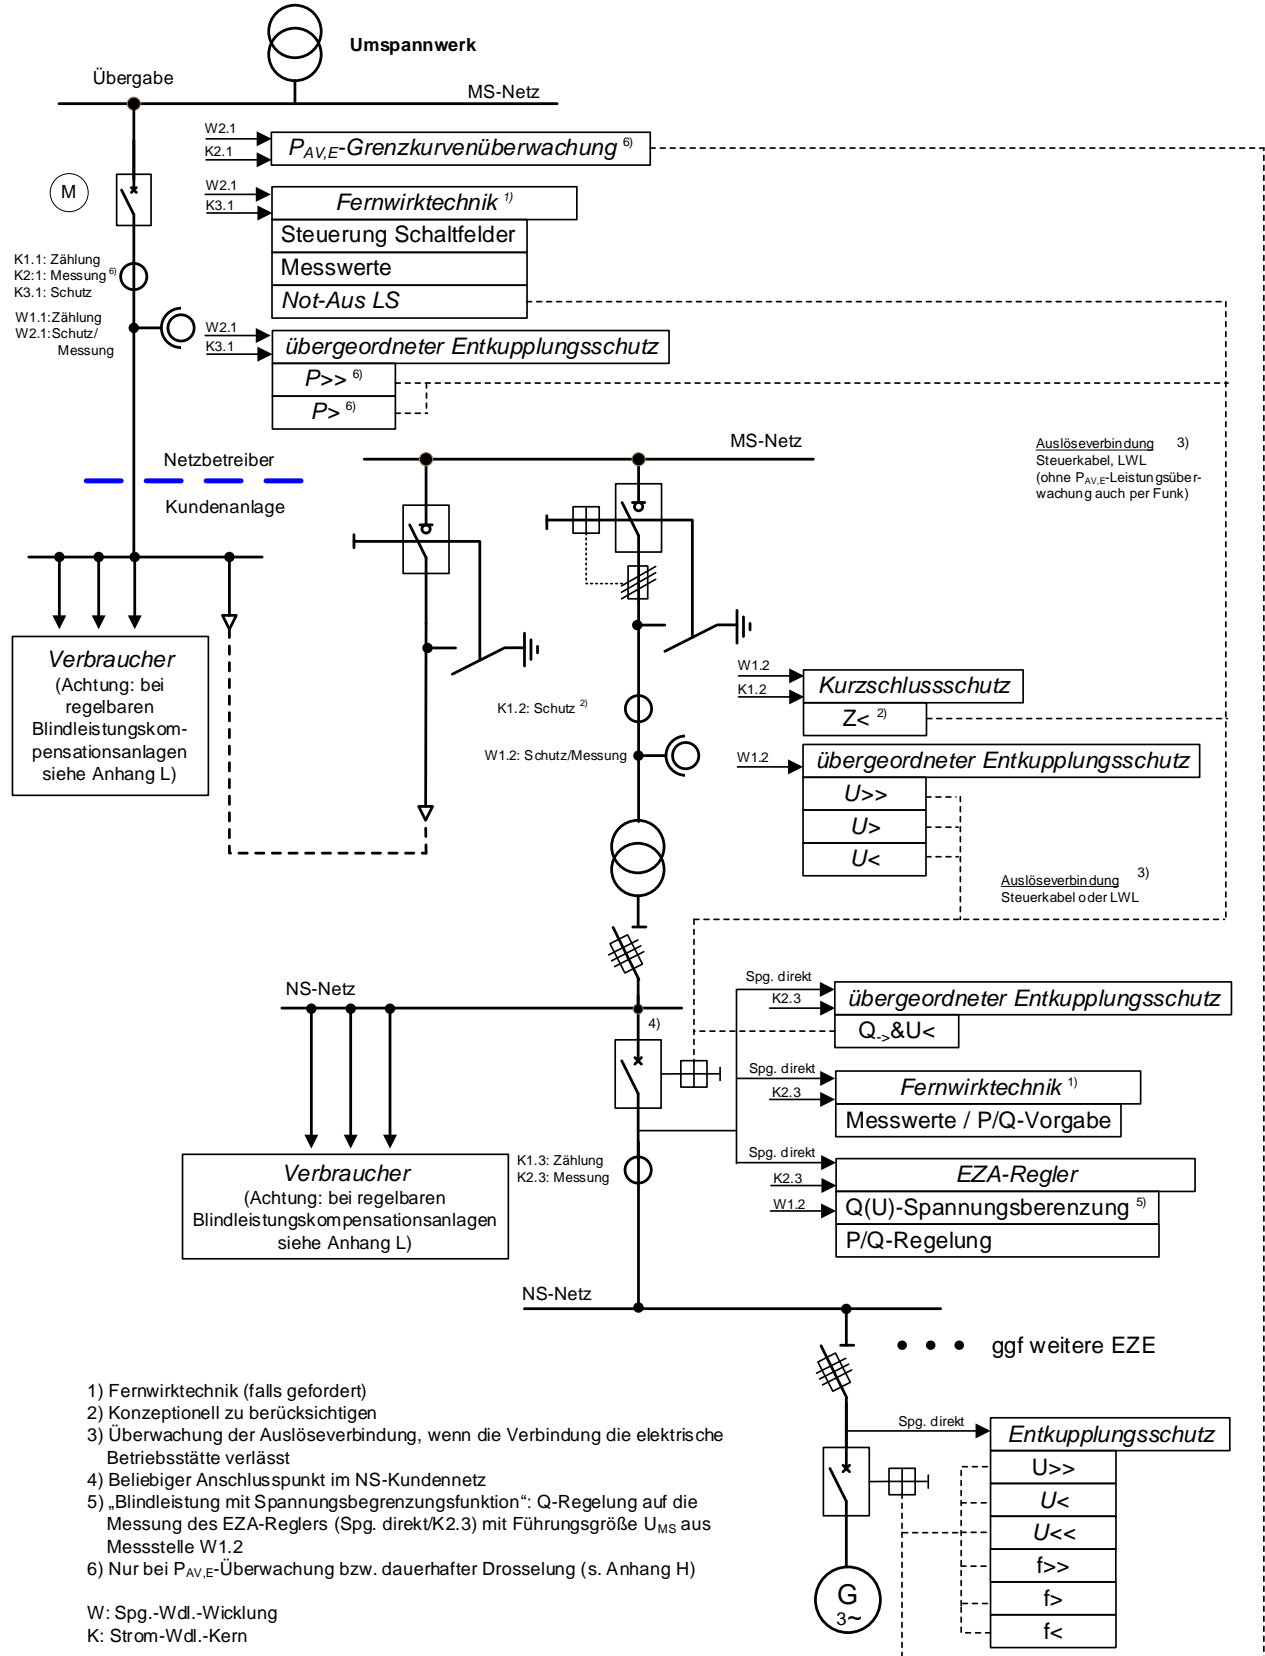 Umspannwerk
Übergabe
MS-Netz
W2.1
K2.1
P_AV,E-Grenzkurvenüberwachung 6)
M
W2.1
K3.1
Fernwirktechnik 1)
Steuerung Schaltfelder
Messwerte
Not-Aus LS
K1.1: Zählung
K2:1: Messung 6)
K3.1: Schutz
W1.1:Zählung
W2.1:Schutz/
Messung
W2.1
K3.1
übergeordneter Entkupplungsschutz
P>> 6)
P> 6)
MS-Netz
Auslöseverbindung 3)
Steuerkabel, LWL
(ohne P_AV,E-Leistungsüber-
wachung auch per Funk)
Netzbetreiber
Kundenanlage
Verbraucher
(Achtung: bei
regelbaren
Blindleistungskom-
pensationsanlagen
siehe Anhang L)
K1.2: Schutz 2)
W1.2: Schutz/Messung
W1.2
K1.2
Kurzschlussschutz
Z< 2)
W1.2
übergeordneter Entkupplungsschutz
U>>
U>
U<
Auslöseverbindung 3)
Steuerkabel oder LWL
NS-Netz
4)
Spg. direkt
K2.3
übergeordneter Entkupplungsschutz
Q->&U<
Spg. direkt
K2.3
Fernwirktechnik 1)
Messwerte / P/Q-Vorgabe
Verbraucher
(Achtung: bei regelbaren
Blindleistungskompensationsanlagen
siehe Anhang L)
K1.3: Zählung
K2.3: Messung
Spg. direkt
K2.3
W1.2
EZA-Regler
Q(U)-Spannungsberenzung 5)
P/Q-Regelung
NS-Netz
ggf weitere EZE
Spg. direkt
Entkupplungsschutz
U>>
U<
U<<
f>>
f>
f<
G
3~
1) Fernwirktechnik (falls gefordert)
2) Konzeptionell zu berücksichtigen
3) Überwachung der Auslöseverbindung, wenn die Verbindung die elektrische
Betriebsstätte verlässt
4) Beliebiger Anschlusspunkt im NS-Kundennetz
5) „Blindleistung mit Spannungsbegrenzungsfunktion“: Q-Regelung auf die
Messung des EZA-Reglers (Spg. direkt/K2.3) mit Führungsgröße U_MS aus
Messstelle W1.2
6) Nur bei P_AV,E-Überwachung bzw. dauerhafter Drosselung (s. Anhang H)
W: Spg.-Wdl.-Wicklung
K: Strom-Wdl.-Kern